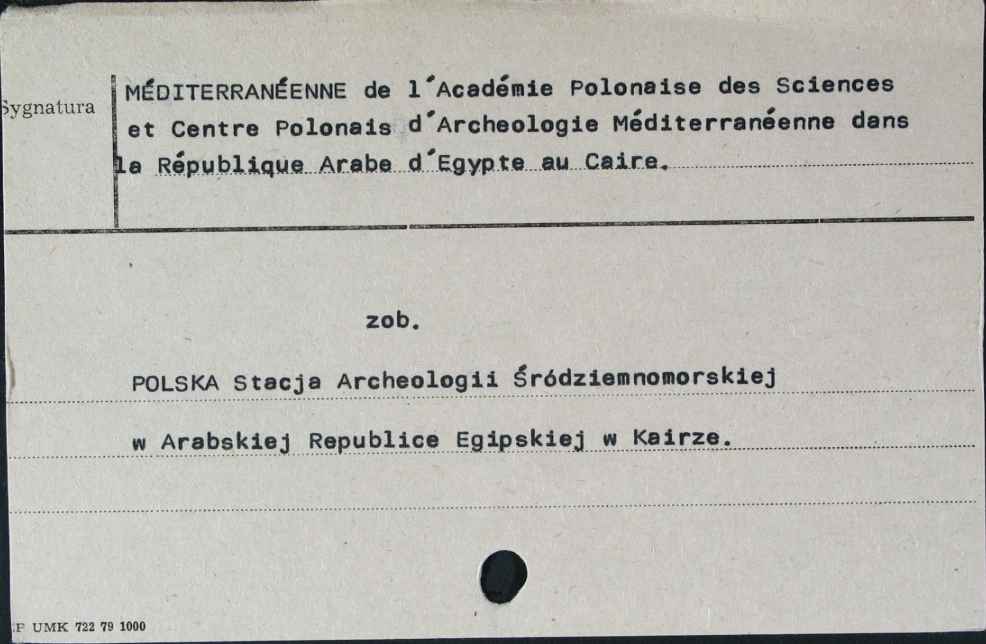 Sygnatura
MÉDITERRANÉENNE de l´Académie Polonaise des Sciences
et Centre Polonais d´Archeologie Méditerranéenne dans
la République Arabe d´Egypte au Caire.
zob.
POLSKA Stacja Archeologii Śródziemnomorskiej
w Arabskiej Republice Egipskiej w Kairze.
UMK 722 79 1000